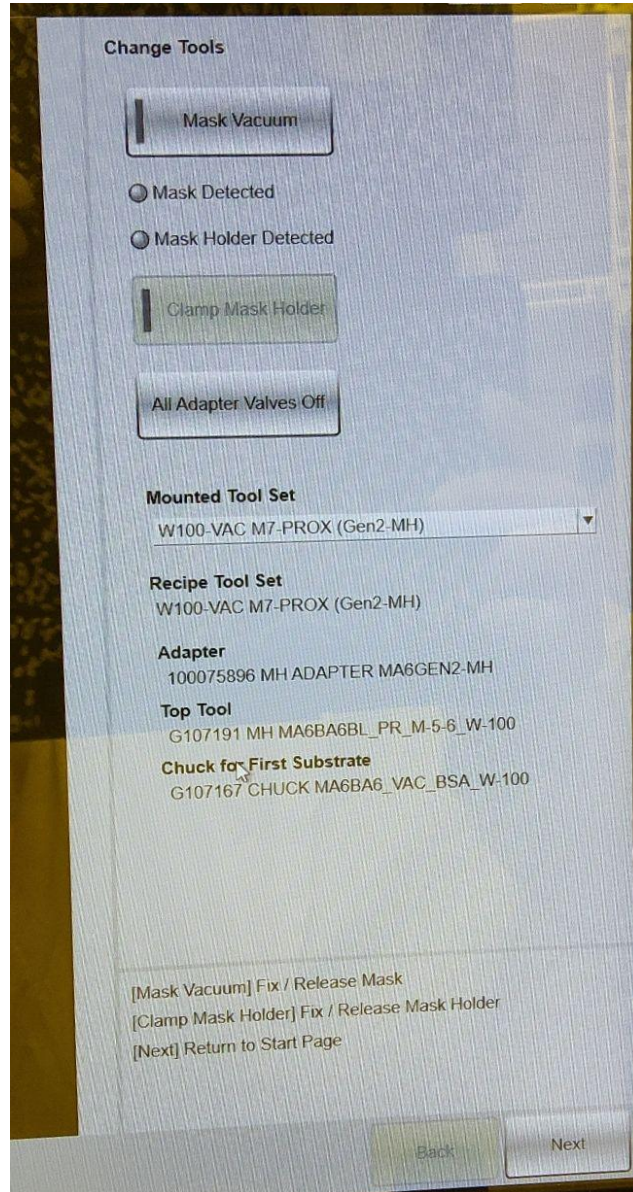 Change Tools
Mask Vacuum
Mask Detected
Mask Holder Detected
Clamp Mask Holder
All Adapter Valves Off
Mounted Tool Set
W100-VAC M7-PROX (Gen2-MH)
Recipe Tool Set
W100-VAC M7-PROX (Gen2-MH)
Adapter
100075896 MH ADAPTER MA6GEN2-MH
Top Tool
G107191 MH MA6BA6BL_PR_M-5-6_W-100
Chuck for First Substrate
G107167 CHUCK MA6BA6_VAC_BSA_W-100
[Mask Vacuum] Fix / Release Mask
[Clamp Mask Holder] Fix / Release Mask Holder
[Next] Return to Start Page
Back
Next